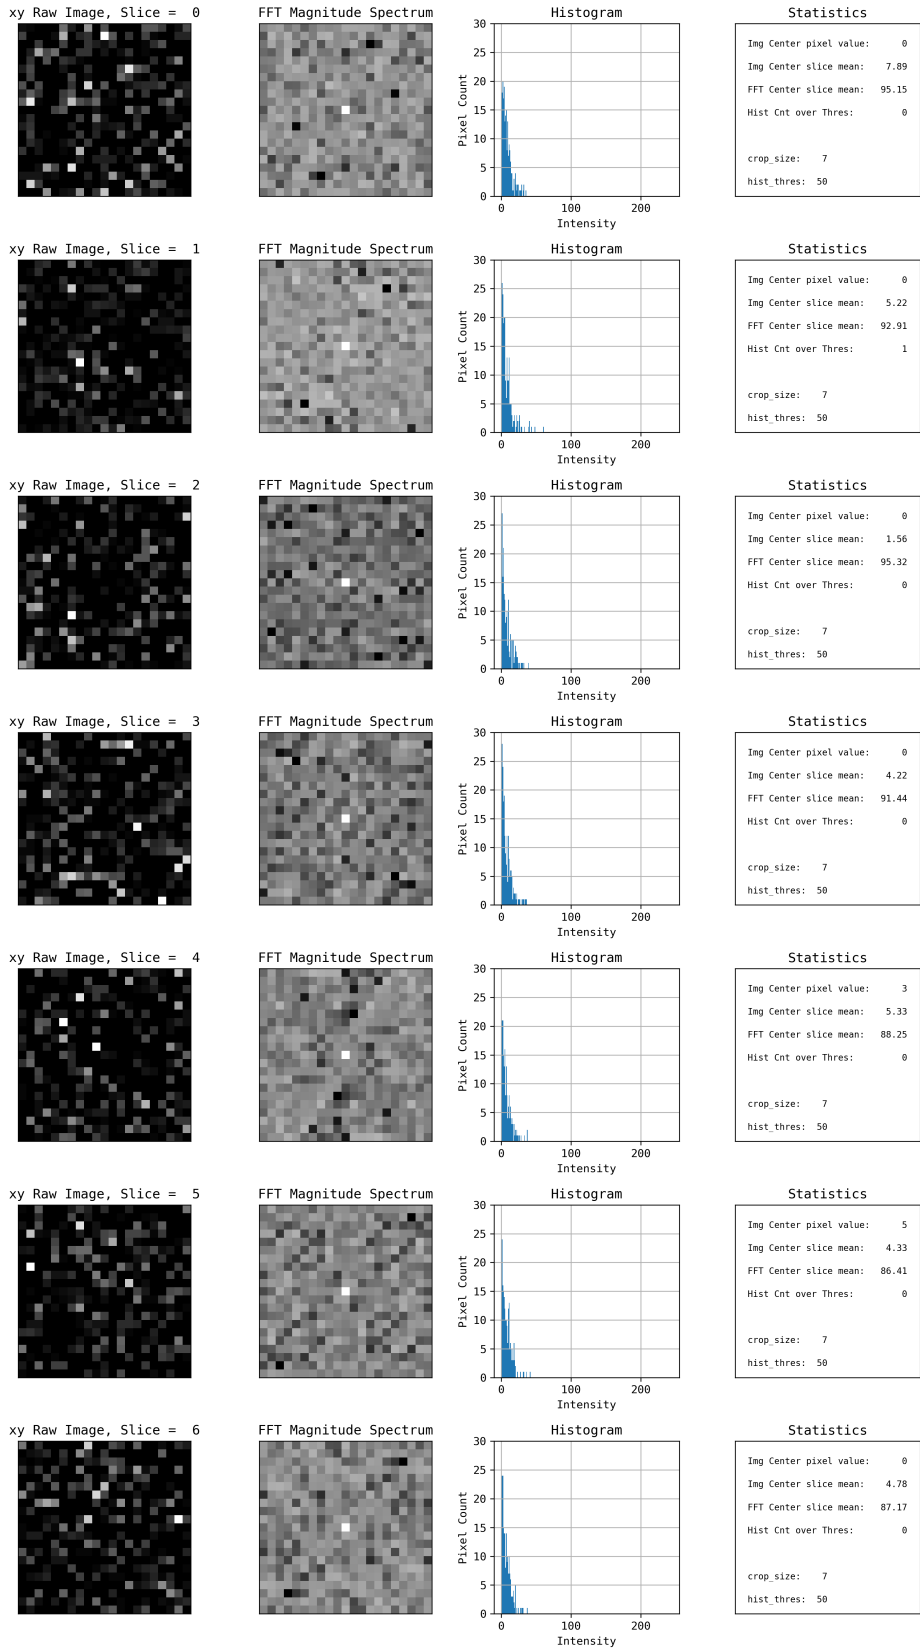 xy Raw Image, Slice =  0
FFT Magnitude Spectrum
Histogram
Statistics
30
25
20
15
10
5
0
Pixel Count
0 100 200
Intensity
Img Center pixel value: 0
Img Center slice mean: 7.89
FFT Center slice mean: 95.15
Hist Cnt over Thres: 0
crop_size: 7
hist_thres: 50
xy Raw Image, Slice =  1
FFT Magnitude Spectrum
Histogram
Statistics
30
25
20
15
10
5
0
Pixel Count
0 100 200
Intensity
Img Center pixel value: 0
Img Center slice mean: 5.22
FFT Center slice mean: 92.91
Hist Cnt over Thres: 1
crop_size: 7
hist_thres: 50
xy Raw Image, Slice =  2
FFT Magnitude Spectrum
Histogram
Statistics
30
25
20
15
10
5
0
Pixel Count
0 100 200
Intensity
Img Center pixel value: 0
Img Center slice mean: 1.56
FFT Center slice mean: 95.32
Hist Cnt over Thres: 0
crop_size: 7
hist_thres: 50
xy Raw Image, Slice =  3
FFT Magnitude Spectrum
Histogram
Statistics
30
25
20
15
10
5
0
Pixel Count
0 100 200
Intensity
Img Center pixel value: 0
Img Center slice mean: 4.22
FFT Center slice mean: 91.44
Hist Cnt over Thres: 0
crop_size: 7
hist_thres: 50
xy Raw Image, Slice =  4
FFT Magnitude Spectrum
Histogram
Statistics
30
25
20
15
10
5
0
Pixel Count
0 100 200
Intensity
Img Center pixel value: 3
Img Center slice mean: 5.33
FFT Center slice mean: 88.25
Hist Cnt over Thres: 0
crop_size: 7
hist_thres: 50
xy Raw Image, Slice =  5
FFT Magnitude Spectrum
Histogram
Statistics
30
25
20
15
10
5
0
Pixel Count
0 100 200
Intensity
Img Center pixel value: 5
Img Center slice mean: 4.33
FFT Center slice mean: 86.41
Hist Cnt over Thres: 0
crop_size: 7
hist_thres: 50
xy Raw Image, Slice =  6
FFT Magnitude Spectrum
Histogram
Statistics
30
25
20
15
10
5
0
Pixel Count
0 100 200
Intensity
Img Center pixel value: 0
Img Center slice mean: 4.78
FFT Center slice mean: 87.17
Hist Cnt over Thres: 0
crop_size: 7
hist_thres: 50